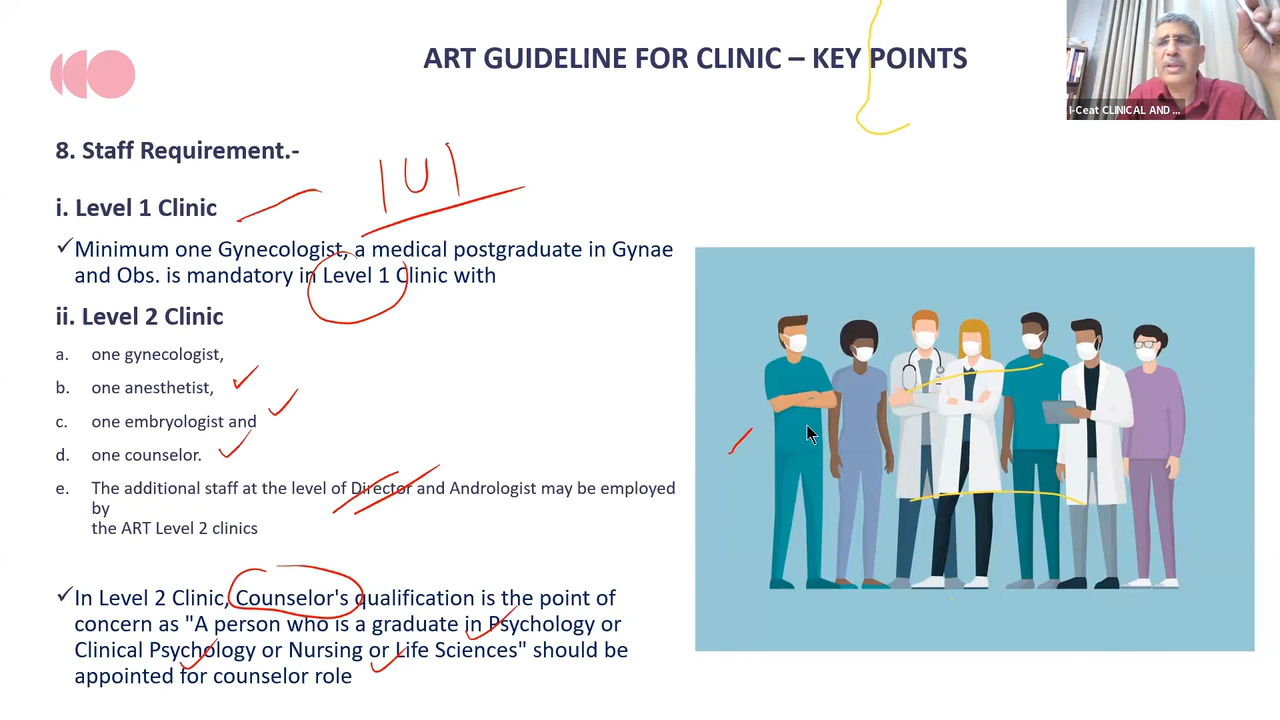 ART GUIDELINE FOR CLINIC – KEY POINTS
I-Ceat CLINICAL AND ...
8. Staff Requirement.-
IUI
i. Level 1 Clinic
✓Minimum one Gynecologist, a medical postgraduate in Gynae
and Obs. is mandatory in Level 1 Clinic with
ii. Level 2 Clinic
a. one gynecologist,
b. one anesthetist,
c. one embryologist and
d. one counselor.
e. The additional staff at the level of Director and Andrologist may be employed
by
the ART Level 2 clinics
✓In Level 2 Clinic, Counselor's qualification is the point of
concern as "A person who is a graduate in Psychology or
Clinical Psychology or Nursing or Life Sciences" should be
appointed for counselor role